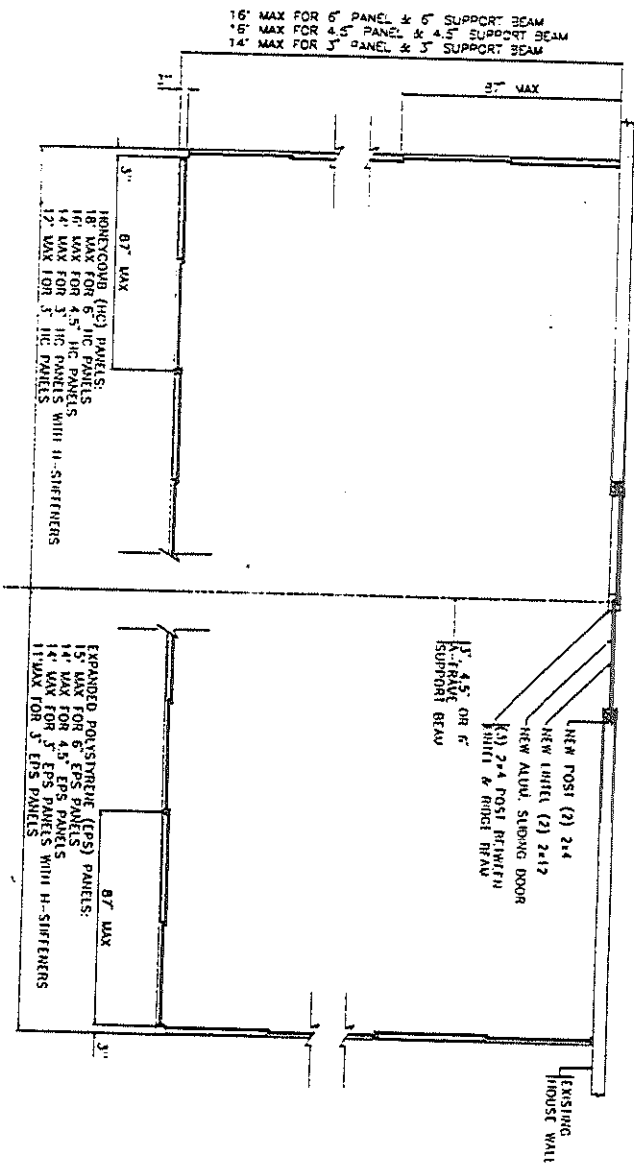 16" MAX FOR 6" PANEL & 6" SUPPORT BEAM
16" MAX FOR 4.5" PANEL & 4.5" SUPPORT BEAM
14" MAX FOR 3" PANEL & 3" SUPPORT BEAM
87" MAX
3"
87" MAX
HONEYCOMB (HC) PANELS:
18" MAX FOR 6" HC PANELS
16" MAX FOR 4.5" HC PANELS
14" MAX FOR 3" HC PANELS WITH H-STIFFENERS
12" MAX FOR 3" HC PANELS
3", 4.5" OR 6"
A-FRAME
SUPPORT BEAM
NEW POST (2) 2x4
NEW LINTEL (2) 2x12
NEW ALUM. SLIDING DOOR
(3) 2x4 POST BETWEEN
LINTEL & RIDGE BEAM
EXPANDED POLYSTYRENE (EPS) PANELS:
15" MAX FOR 6" EPS PANELS
14" MAX FOR 4.5" EPS PANELS
14" MAX FOR 3" EPS PANELS WITH H-STIFFENERS
11" MAX FOR 3" EPS PANELS
87" MAX
3"
EXISTING
HOUSE WALL